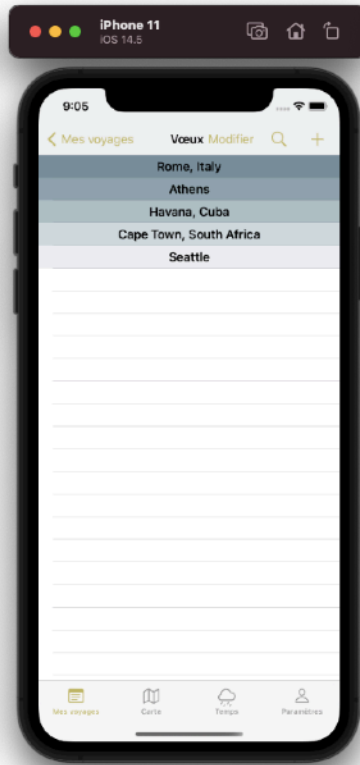 iPhone 11
iOS 14.5
9:05
Mes voyages Vœux Modifier
Rome, Italy
Athens
Havana, Cuba
Cape Town, South Africa
Seattle
Mes voyages Carte Temps Paramètres